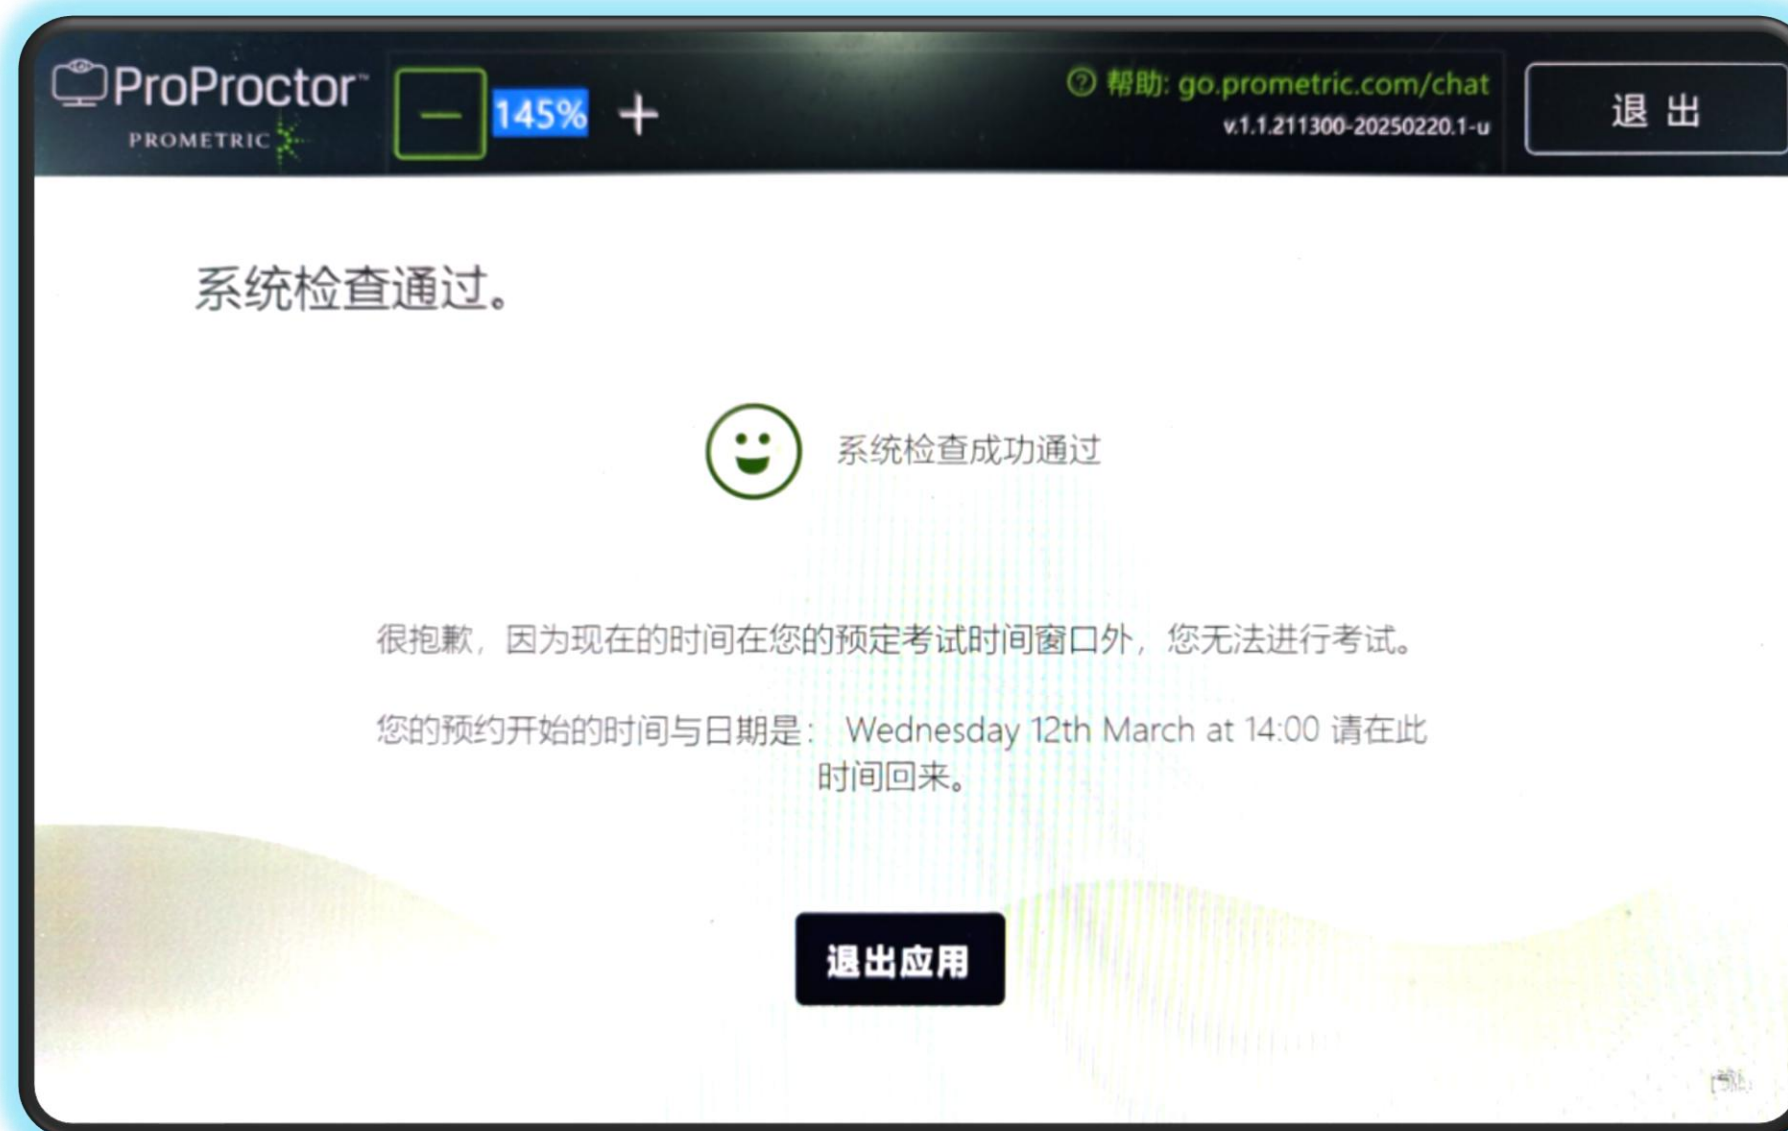 ProProctor™
PROMETRIC
145%
帮助: go.prometric.com/chat
v.1.1.211300-20250220.1-u
退出
系统检查通过。
系统检查成功通过
很抱歉，因为现在的时间在您的预定考试时间窗口外，您无法进行考试。
您的预约开始的时间与日期是： Wednesday 12th March at 14:00 请在此
时间回来。
退出应用